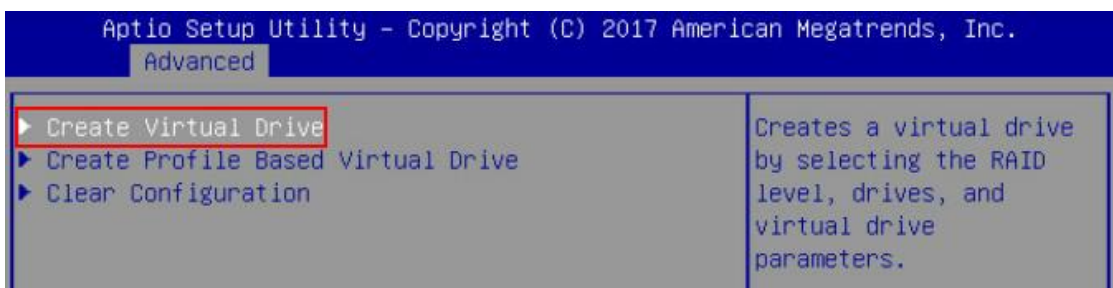 Aptio Setup Utility – Copyright (C) 2017 American Megatrends, Inc.
Advanced
▶ Create Virtual Drive
▶ Create Profile Based Virtual Drive
▶ Clear Configuration
Creates a virtual drive
by selecting the RAID
level, drives, and
virtual drive
parameters.